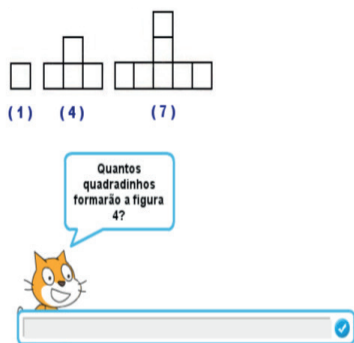 (1) (4) (7)
Quantos
quadradinhos
formarão a figura
4?